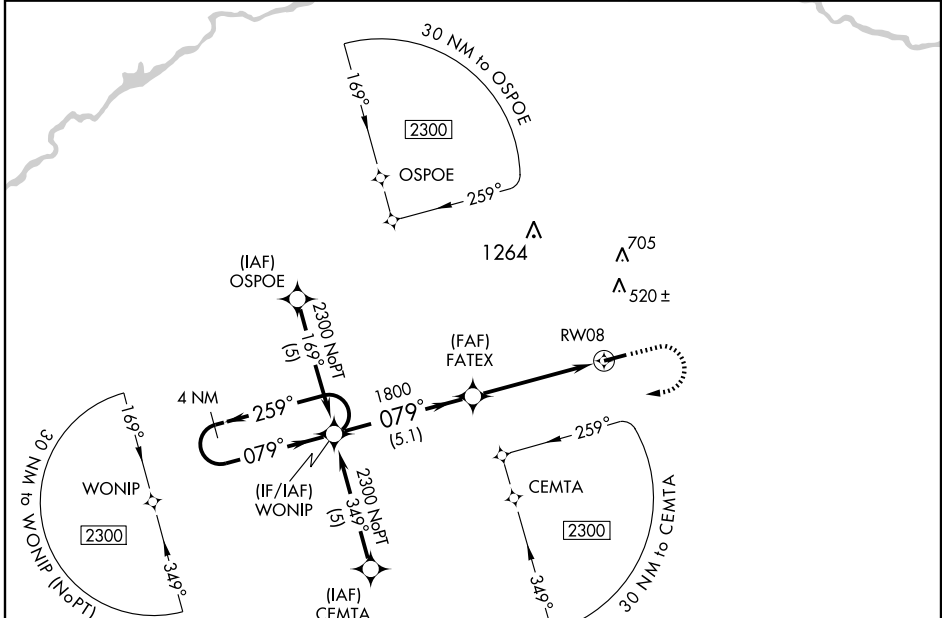 30 NM to OSPOE
169°
2300
OSPOE
259°
1264
705
520 ±
(IAF)
OSPOE
2300 NoPT
169°
(5)
(FAF)
FATEX
RW08
4 NM
259°
079°
1800
079°
(5.1)
(IF/IAF)
WONIP
2300 NoPT
349°
(5)
(IAF)
CEMTA
169°
30 NM to WONIP (NoPT)
WONIP
2300
349°
259°
CEMTA
2300
30 NM to CEMTA
349°